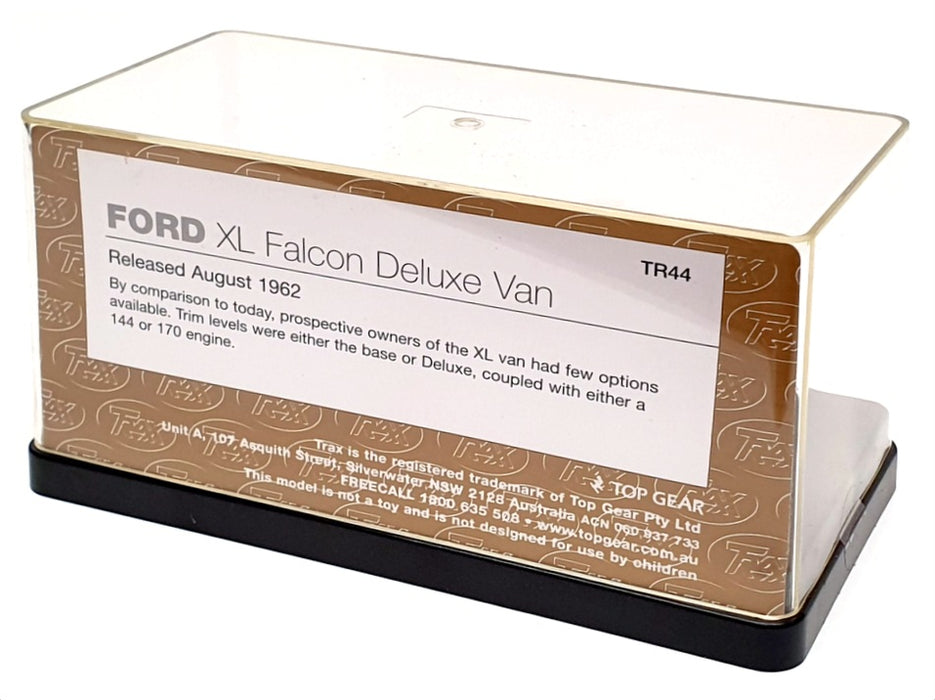 FORD XL Falcon Deluxe Van
TR44
Released August 1962
By comparison to today, prospective owners of the XL van had few options
available. Trim levels were either the base or Deluxe, coupled with either a
144 or 170 engine.
TOP GEAR
Trax is the registered trademark of Top Gear Pty Ltd
Unit A, 107 Asquith Street, Silverwater NSW 2128 Australia ACN 060 937 733
FREECALL 1800 635 508 • www.topgear.com.au
This model is not a toy and is not designed for use by children
Trax